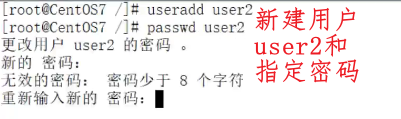 [root@CentOS7 /]# useradd user2
[root@CentOS7 /]# passwd user2
更改用户 user2 的密码 。
新的 密码：
无效的密码： 密码少于 8 个字符
重新输入新的 密码：
新建用户
user2和
指定密码